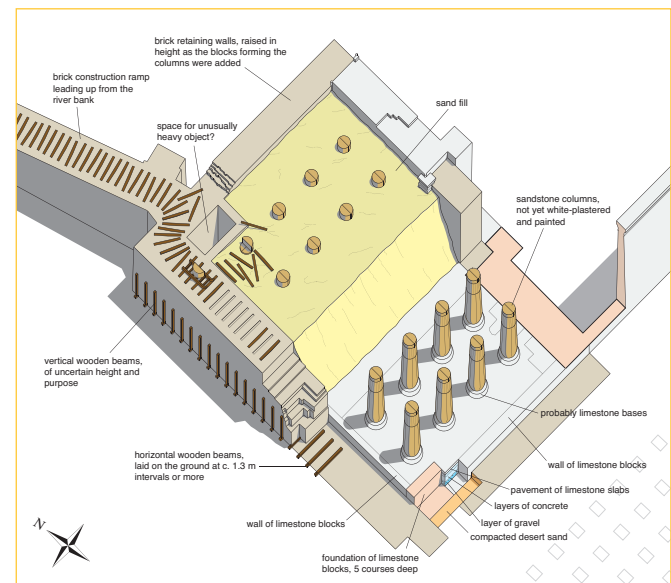 brick retaining walls, raised in
height as the blocks forming the
columns were added
brick construction ramp
leading up from the
river bank
sand fill
space for unusually
heavy object?
sandstone columns,
not yet white-plastered
and painted
vertical wooden beams,
of uncertain height and
purpose
probably limestone bases
horizontal wooden beams,
laid on the ground at c. 1.3 m
intervals or more
wall of limestone blocks
pavement of limestone slabs
layers of concrete
wall of limestone blocks
layer of gravel
compacted desert sand
foundation of limestone
blocks, 5 courses deep
N